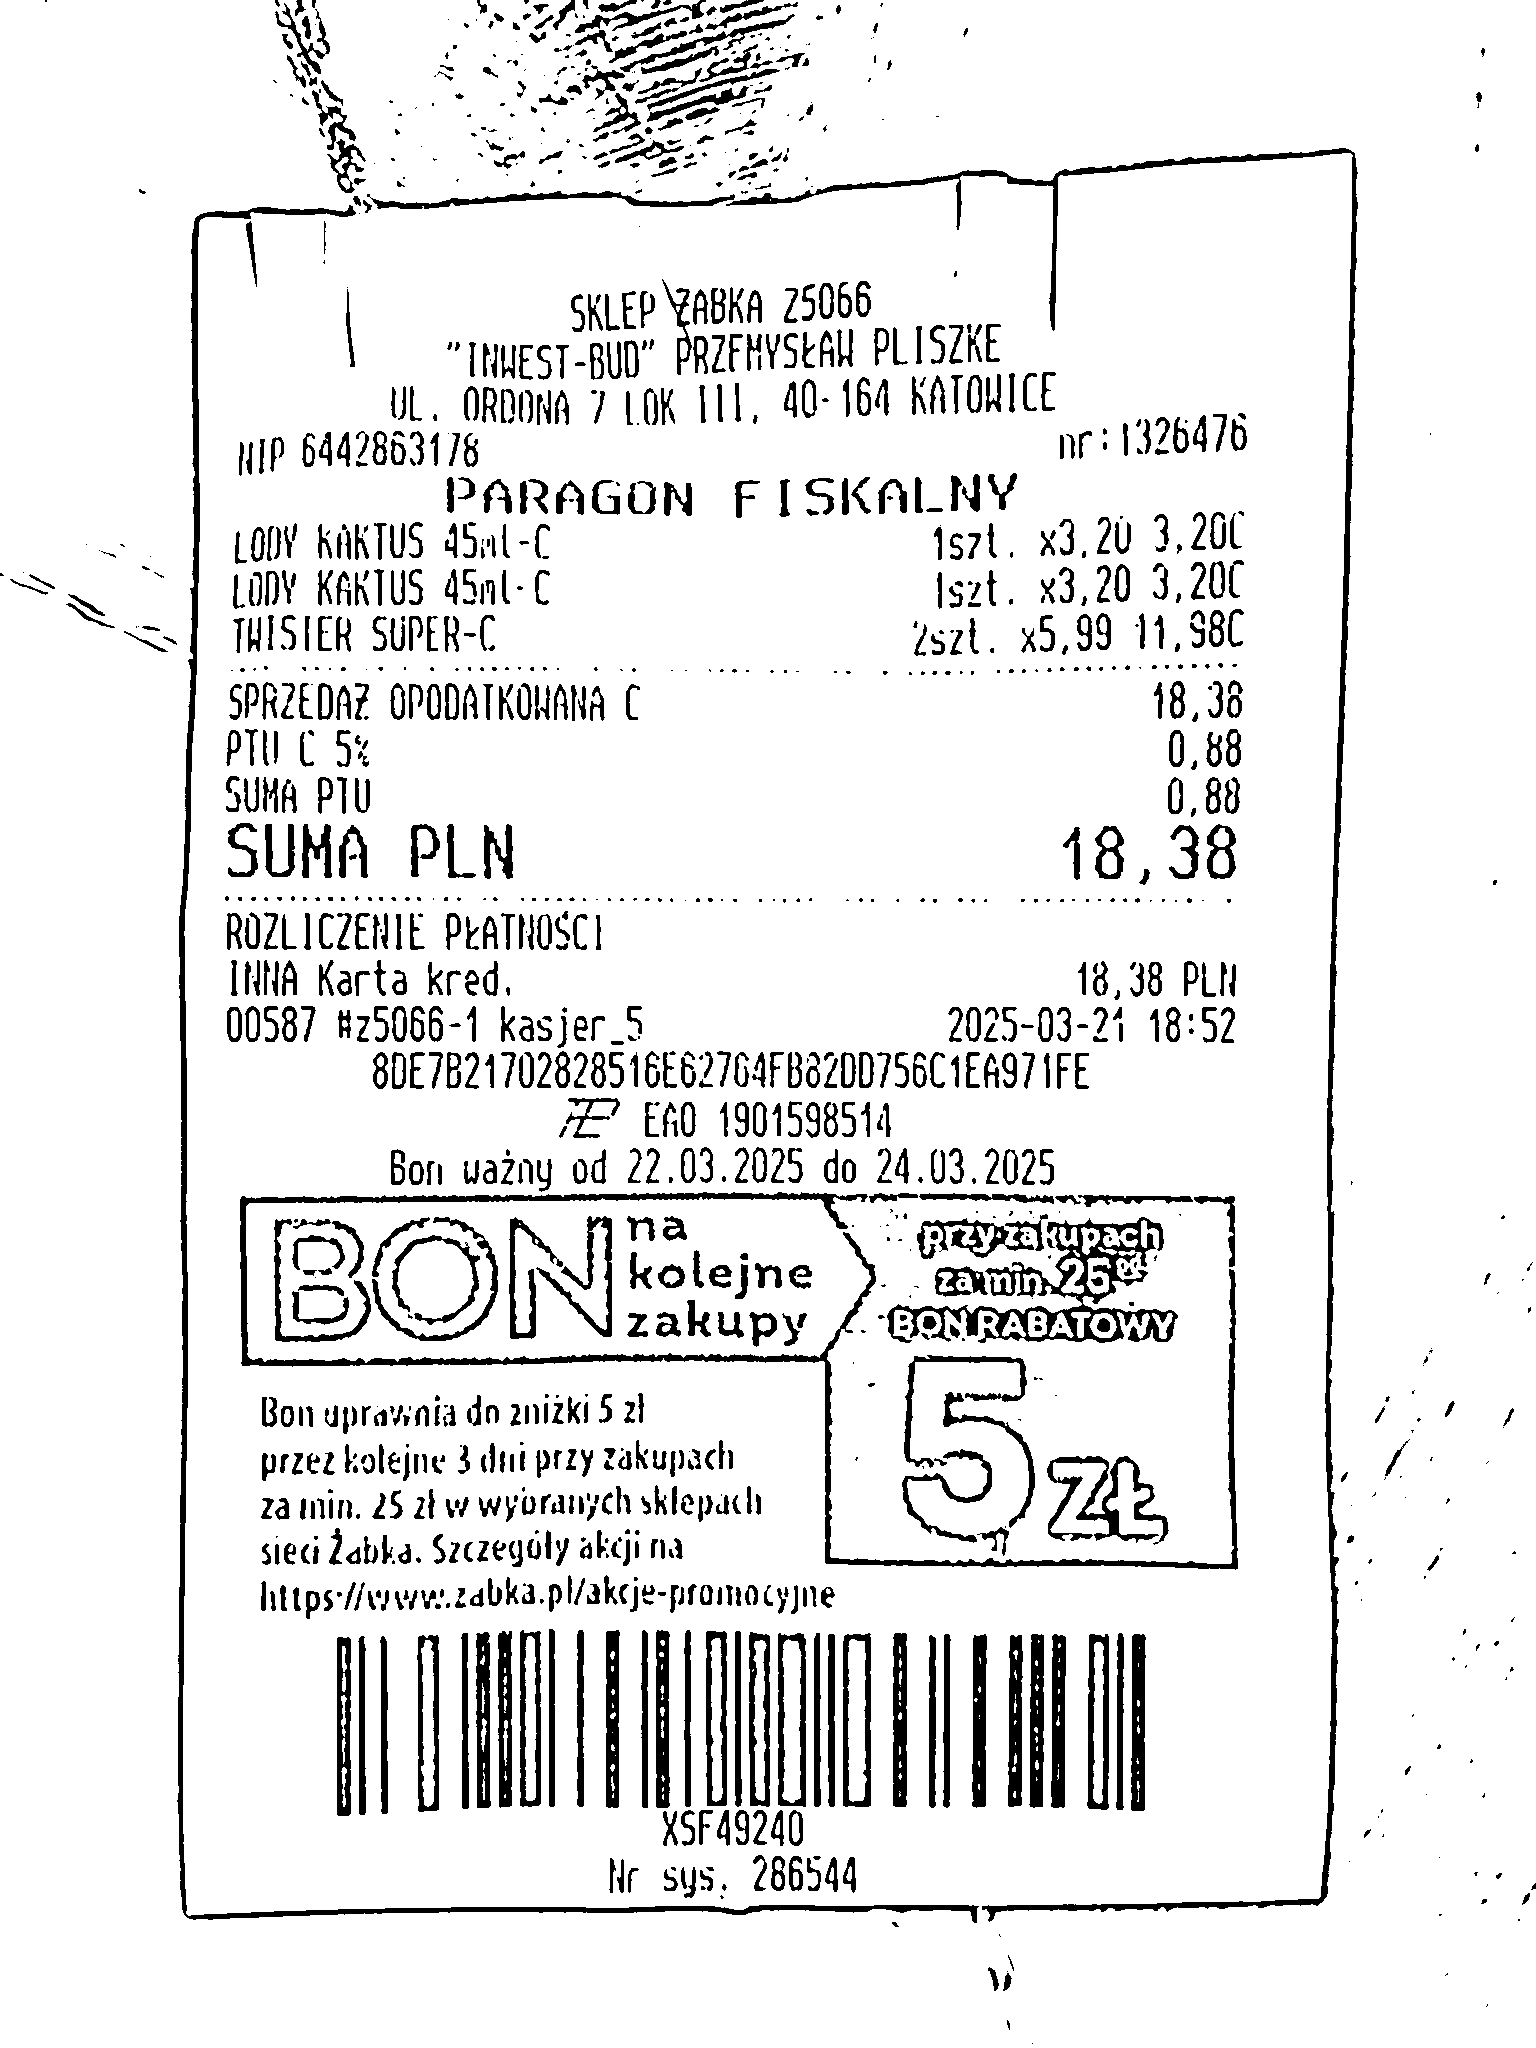 SKLEP ŻABKA Z5066
"INWEST-BUD" PRZEMYSŁAW PLISZKE
UL. ORDONA 7 LOK III, 40-164 KATOWICE
NIP 6442863178 nr:1326476
PARAGON FISKALNY
LODY KAKTUS 45ml-C 1szt. x3,20 3,20C
LODY KAKTUS 45ml-C 1szt. x3,20 3,20C
TWISTER SUPER-C 2szt. x5,99 11,98C
SPRZEDAŻ OPODATKOWANA C 18,38
PTU C 5% 0,88
SUMA PTU 0,88
SUMA PLN 18,38
ROZLICZENIE PŁATNOŚCI
INNA Karta kred. 18,38 PLN
00587 #z5066-1 kasjer_5 2025-03-21 18:52
8DE7B21702828516E62764FB82DD756C1EA971FE
EAO 1901598514
Bon ważny od 22.03.2025 do 24.03.2025
BON na kolejne zakupy
przy zakupach
za min. 25 zł
BON RABATOWY
5 ZŁ
Bon uprawnia do zniżki 5 zł
przez kolejne 3 dni przy zakupach
za min. 25 zł w wybranych sklepach
sieci Żabka. Szczegóły akcji na
https://www.zabka.pl/akcje-promocyjne
XSF49240
Nr sys. 286544